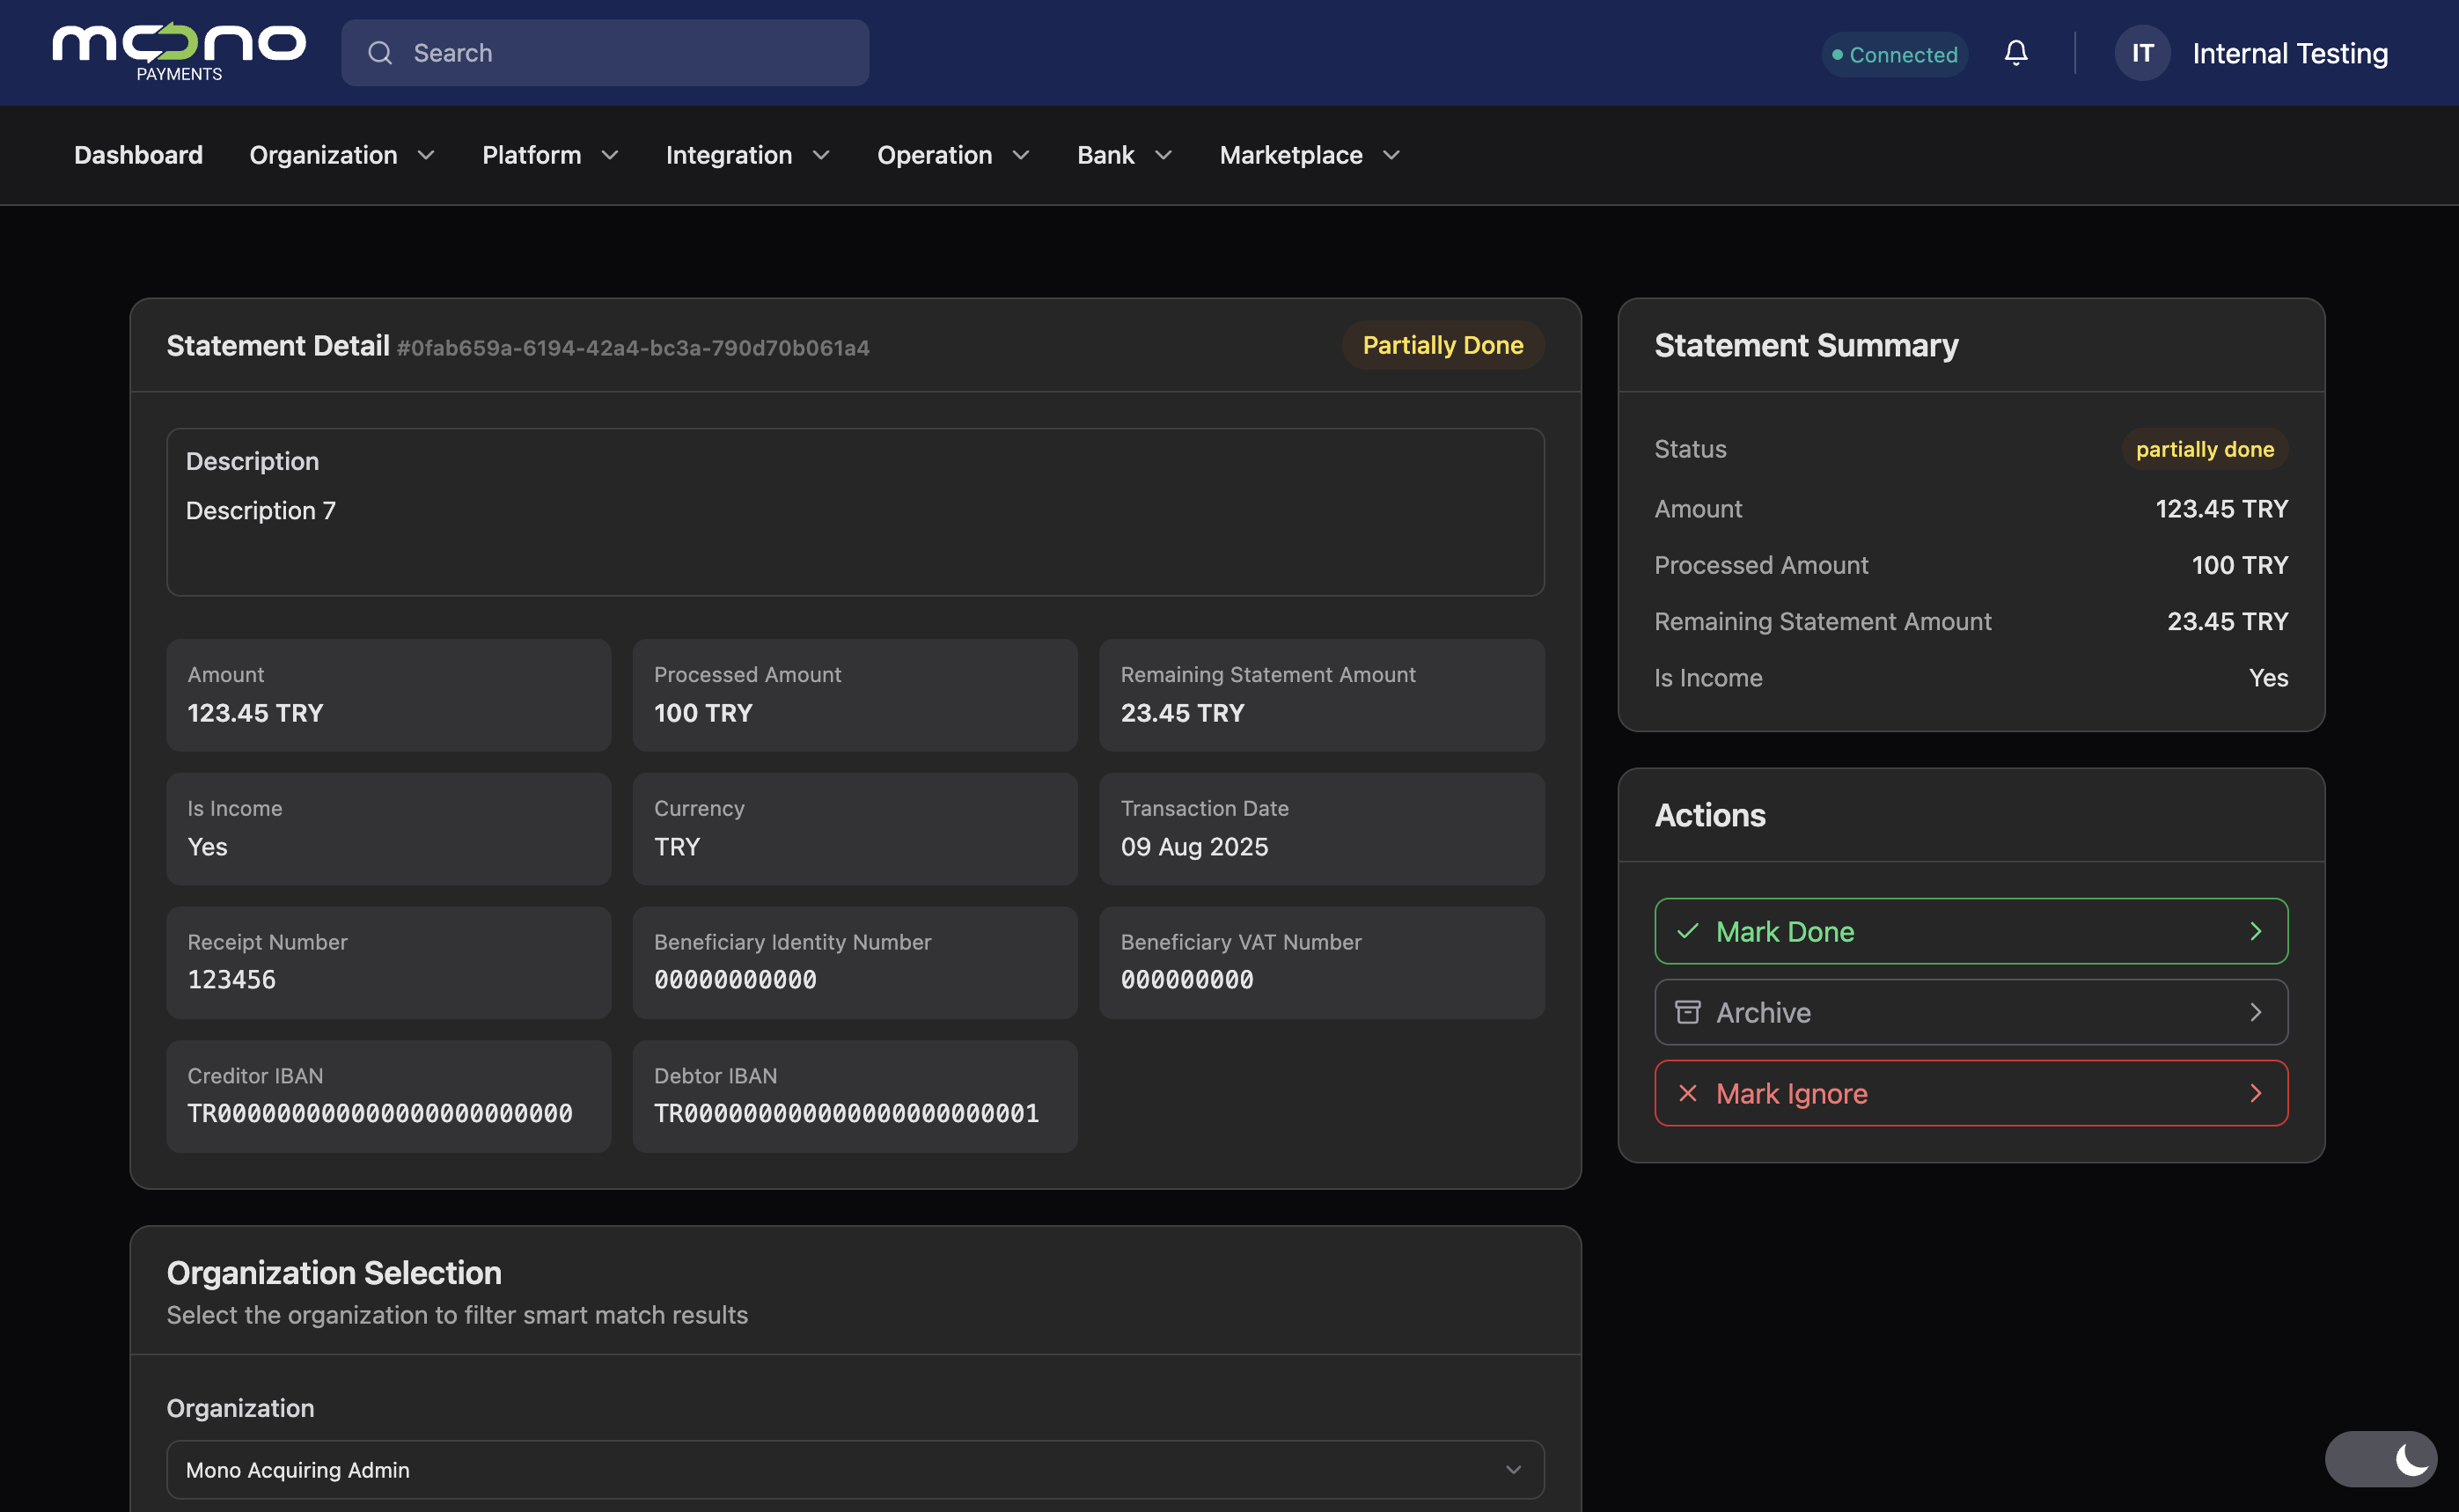 mono
PAYMENTS
Search
Connected
IT
Internal Testing
Dashboard
Organization
Platform
Integration
Operation
Bank
Marketplace
Statement Detail #0fab659a-6194-42a4-bc3a-790d70b061a4
Partially Done
Description
Description 7
Amount
123.45 TRY
Processed Amount
100 TRY
Remaining Statement Amount
23.45 TRY
Is Income
Yes
Currency
TRY
Transaction Date
09 Aug 2025
Receipt Number
123456
Beneficiary Identity Number
00000000000
Beneficiary VAT Number
000000000
Creditor IBAN
TR000000000000000000000000
Debtor IBAN
TR000000000000000000000001
Statement Summary
Status
partially done
Amount
123.45 TRY
Processed Amount
100 TRY
Remaining Statement Amount
23.45 TRY
Is Income
Yes
Actions
Mark Done
Archive
Mark Ignore
Organization Selection
Select the organization to filter smart match results
Organization
Mono Acquiring Admin